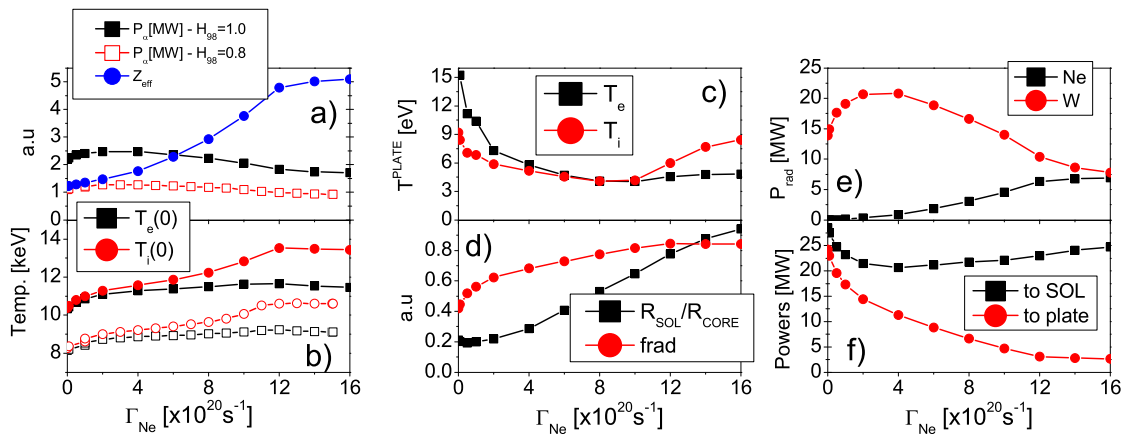 P_α[MW] - H_98=1.0
P_α[MW] - H_98=0.8
Z_eff
a)
5
4
3
2
1
0
a.u
T_e(0)
T_i(0)
b)
14
12
10
8
Temp. [keV]
0 4 8 12 16
Γ_Ne [x10^20 s^-1]
15
12
9
6
3
0
T^PLATE [eV]
c)
T_e
T_i
d)
0.8
0.6
0.4
0.2
0.0
a.u
R_SOL/R_CORE
frad
0 4 8 12 16
Γ_Ne [x10^20 s^-1]
Ne
W
25
20
15
10
5
0
P_rad [MW]
e)
25
20
15
10
5
0
Powers [MW]
to SOL
to plate
f)
0 4 8 12 16
Γ_Ne [x10^20 s^-1]